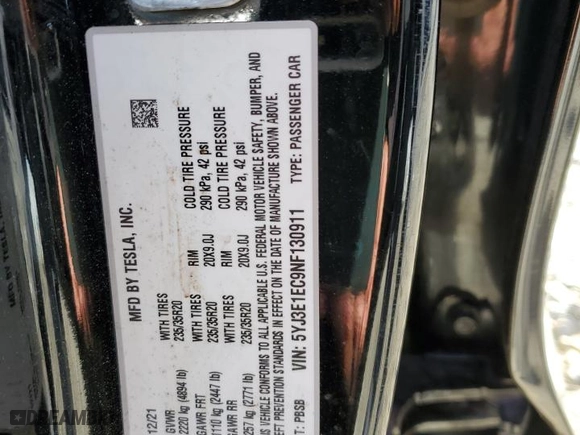 MFD BY TESLA, INC.
12/21
GVWR
2220 kg (4894 lb)
WITH TIRES
235/35R20
RIM
20X9.0J
COLD TIRE PRESSURE
290 kPa, 42 psi
GAWR FRT
1110 kg (2447 lb)
WITH TIRES
235/35R20
RIM
20X9.0J
COLD TIRE PRESSURE
290 kPa, 42 psi
GAWR RR
1257 kg (2771 lb)
WITH TIRES
235/35R20
RIM
20X9.0J
COLD TIRE PRESSURE
290 kPa, 42 psi
VEHICLE CONFORMS TO ALL APPLICABLE U.S. FEDERAL MOTOR VEHICLE SAFETY, BUMPER, AND
THEFT PREVENTION STANDARDS IN EFFECT ON THE DATE OF MANUFACTURE SHOWN ABOVE.
VIN: 5YJ3E1EC9NF130911
TYPE: PASSENGER CAR
T: PBSB